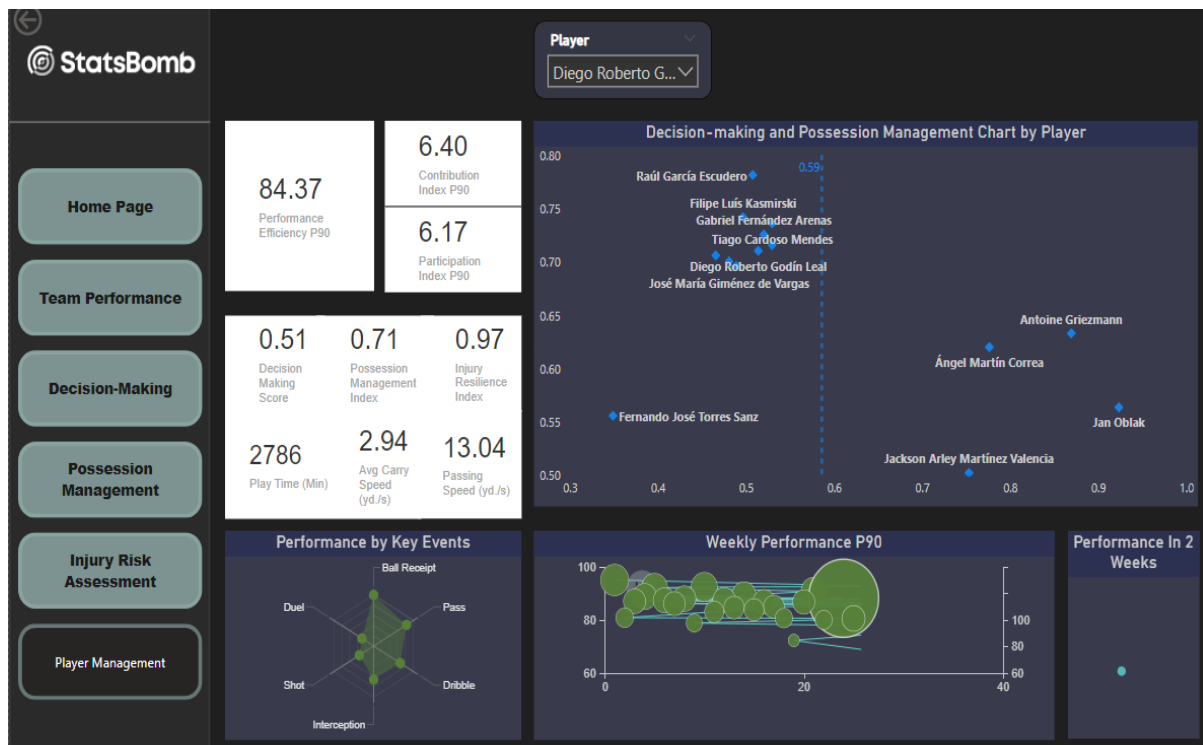 StatsBomb
Player
Diego Roberto G...
Home Page
Team Performance
Decision-Making
Possession
Management
Injury Risk
Assessment
Player Management
84.37
Performance
Efficiency P90
6.40
Contribution
Index P90
6.17
Participation
Index P90
0.51
Decision
Making
Score
0.71
Possession
Management
Index
0.97
Injury
Resilience
Index
2786
Play Time (Min)
2.94
Avg Carry
Speed
(yd./s)
13.04
Passing
Speed (yd./s)
Decision-making and Possession Management Chart by Player
0.80
0.75
0.70
0.65
0.60
0.55
0.50
0.59
Raúl García Escudero
Filipe Luís Kasmirski
Gabriel Fernández Arenas
Tiago Cardoso Mendes
Diego Roberto Godín Leal
José María Giménez de Vargas
Antoine Griezmann
Ángel Martín Correa
Fernando José Torres Sanz
Jan Oblak
Jackson Arley Martínez Valencia
0.3
0.4
0.5
0.6
0.7
0.8
0.9
1.0
Performance by Key Events
Ball Receipt
Duel
Pass
Shot
Dribble
Interception
Weekly Performance P90
100
80
60
0
20
40
100
80
60
Performance In 2
Weeks